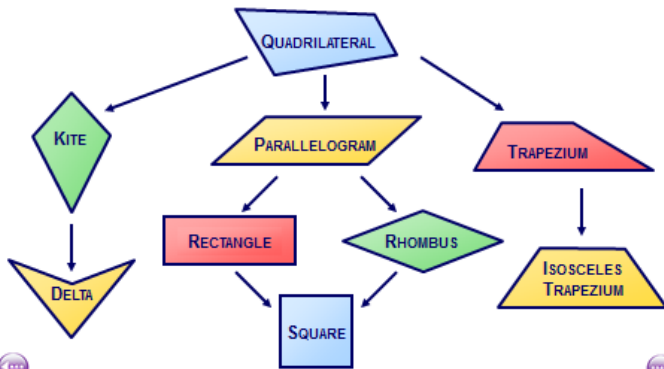 QUADRILATERAL
KITE
PARALLELOGRAM
TRAPEZIUM
RECTANGLE
RHOMBUS
DELTA
ISOSCELES
TRAPEZIUM
SQUARE